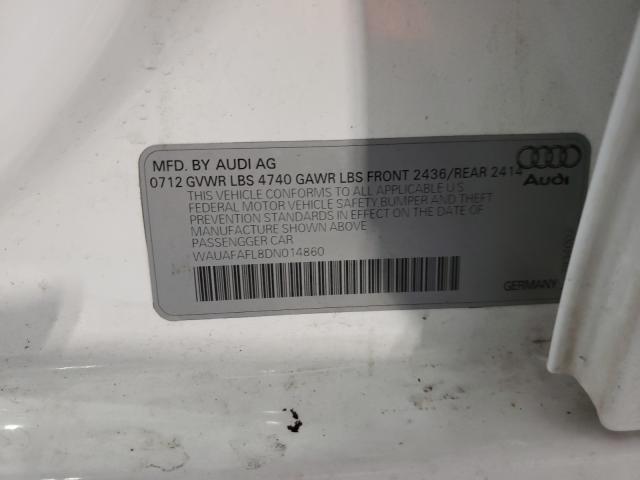 MFD. BY AUDI AG
0712 GVWR LBS 4740 GAWR LBS FRONT 2436/REAR 2414
THIS VEHICLE CONFORMS TO ALL APPLICABLE U S
FEDERAL MOTOR VEHICLE SAFETY, BUMPER, AND THEFT
PREVENTION STANDARDS IN EFFECT ON THE DATE OF
MANUFACTURE SHOWN ABOVE
PASSENGER CAR
WAUAFAFL8DN014860
Audi
GERMANY